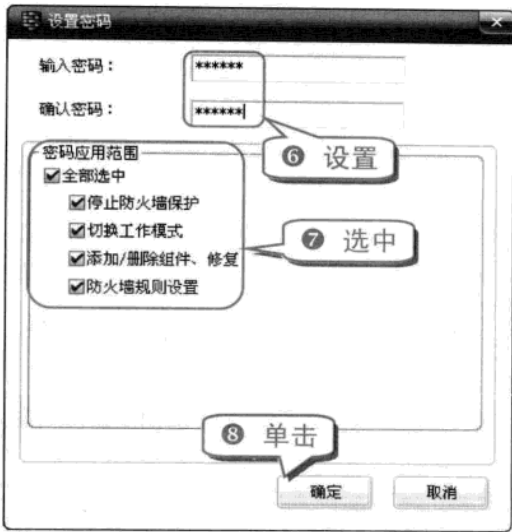 设置密码
输入密码： ******
确认密码： ******
❻ 设置
密码应用范围
全部选中
停止防火墙保护
切换工作模式
❼ 选中
添加/删除组件、修复
防火墙规则设置
❽ 单击
确定 取消